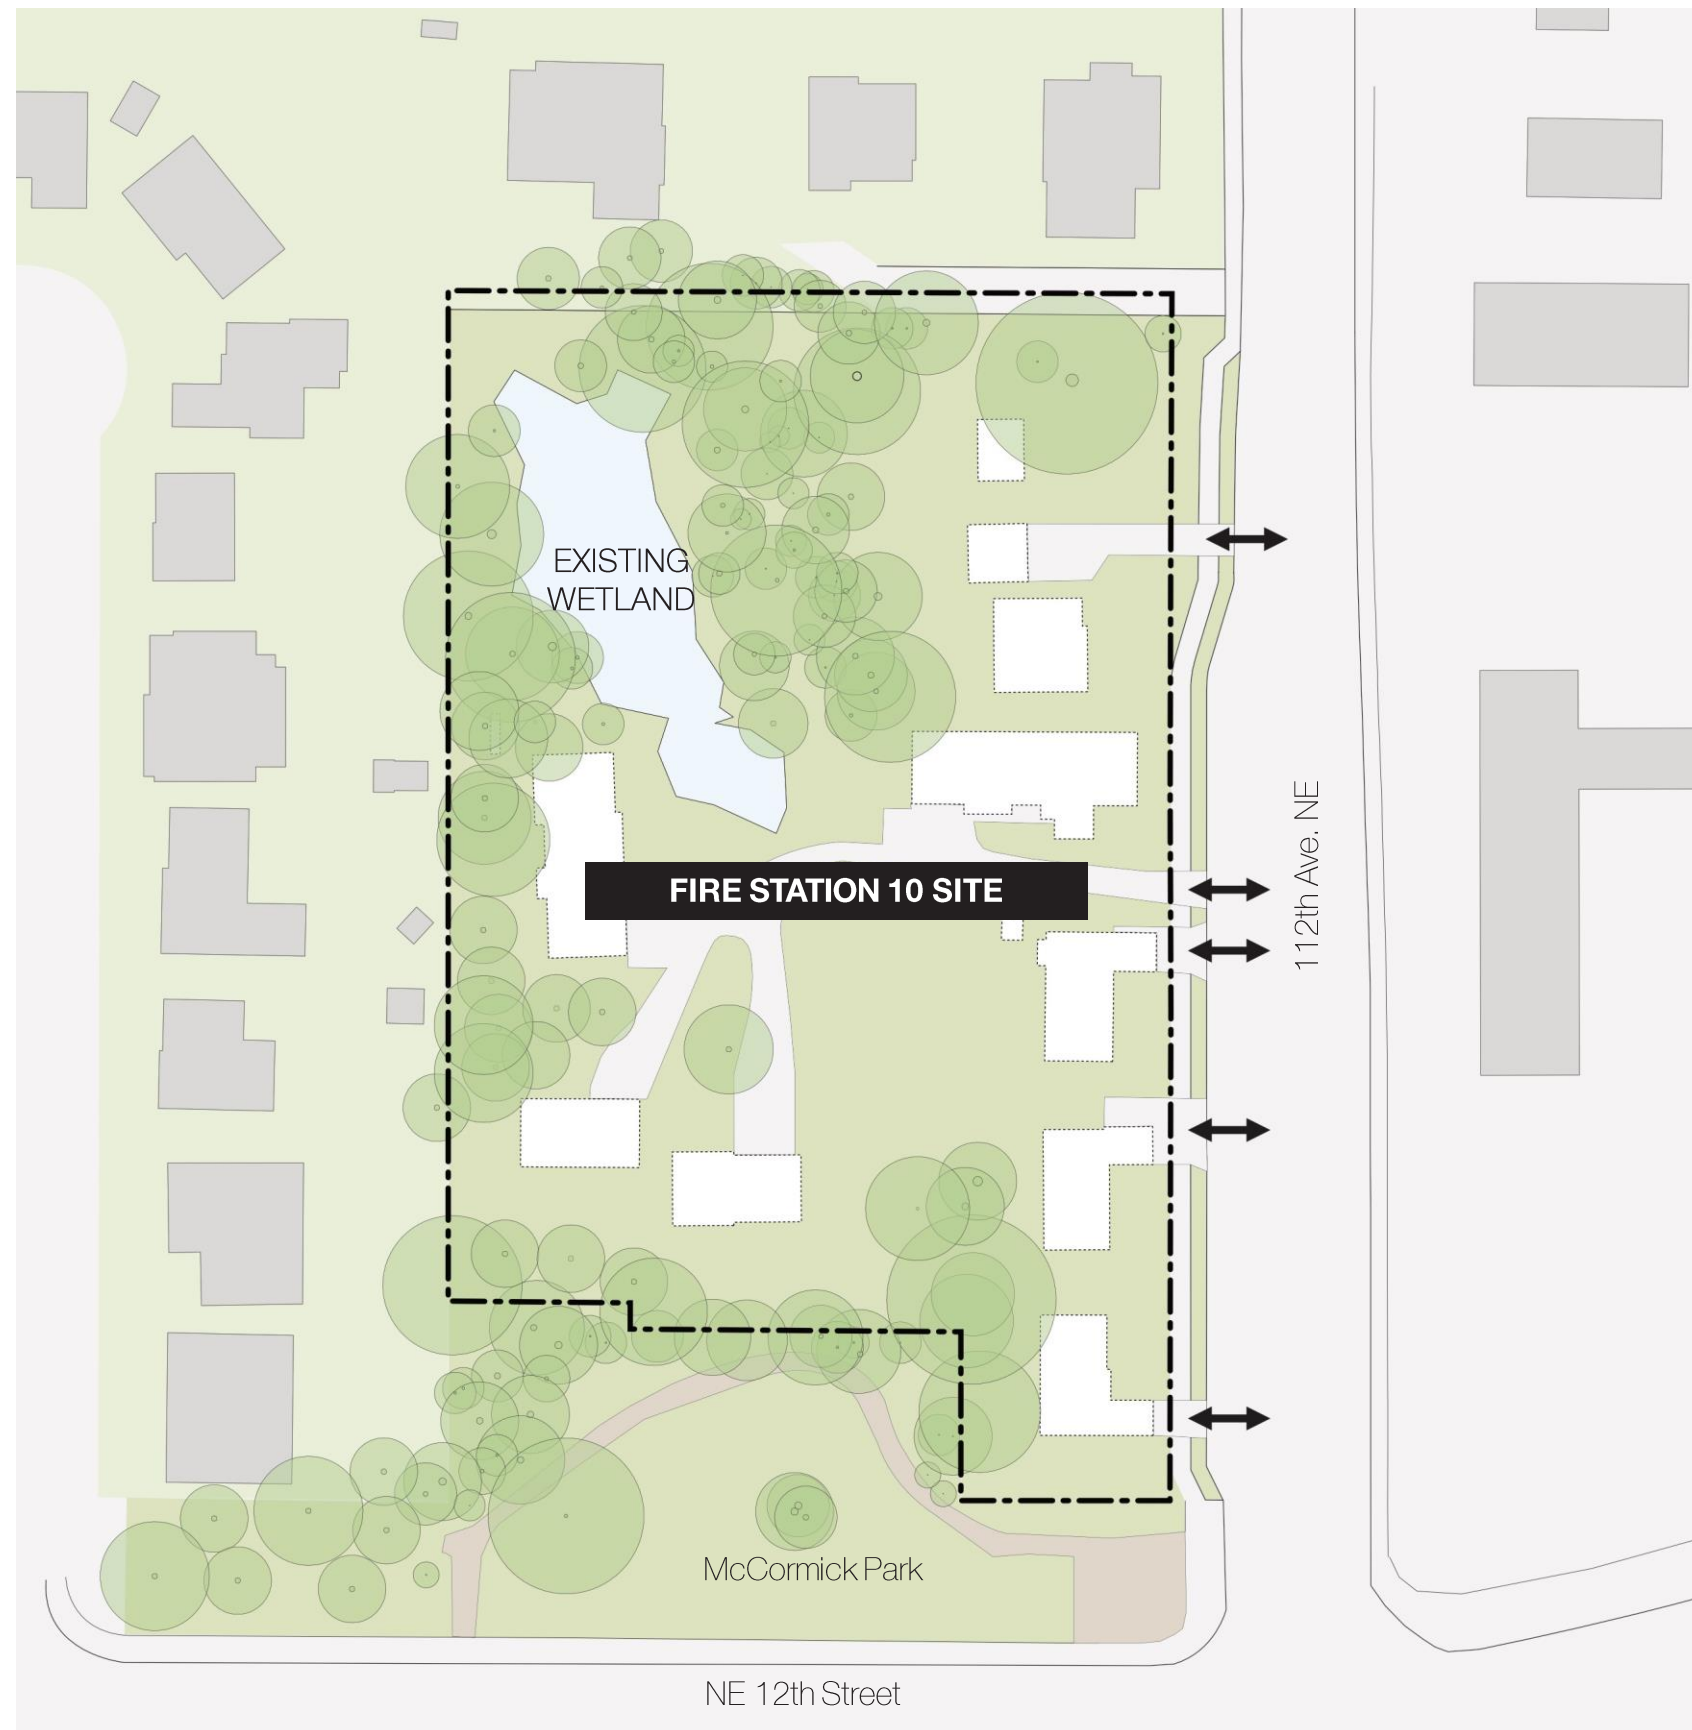 EXISTING
WETLAND
FIRE STATION 10 SITE
112th Ave. NE
McCormick Park
NE 12th Street